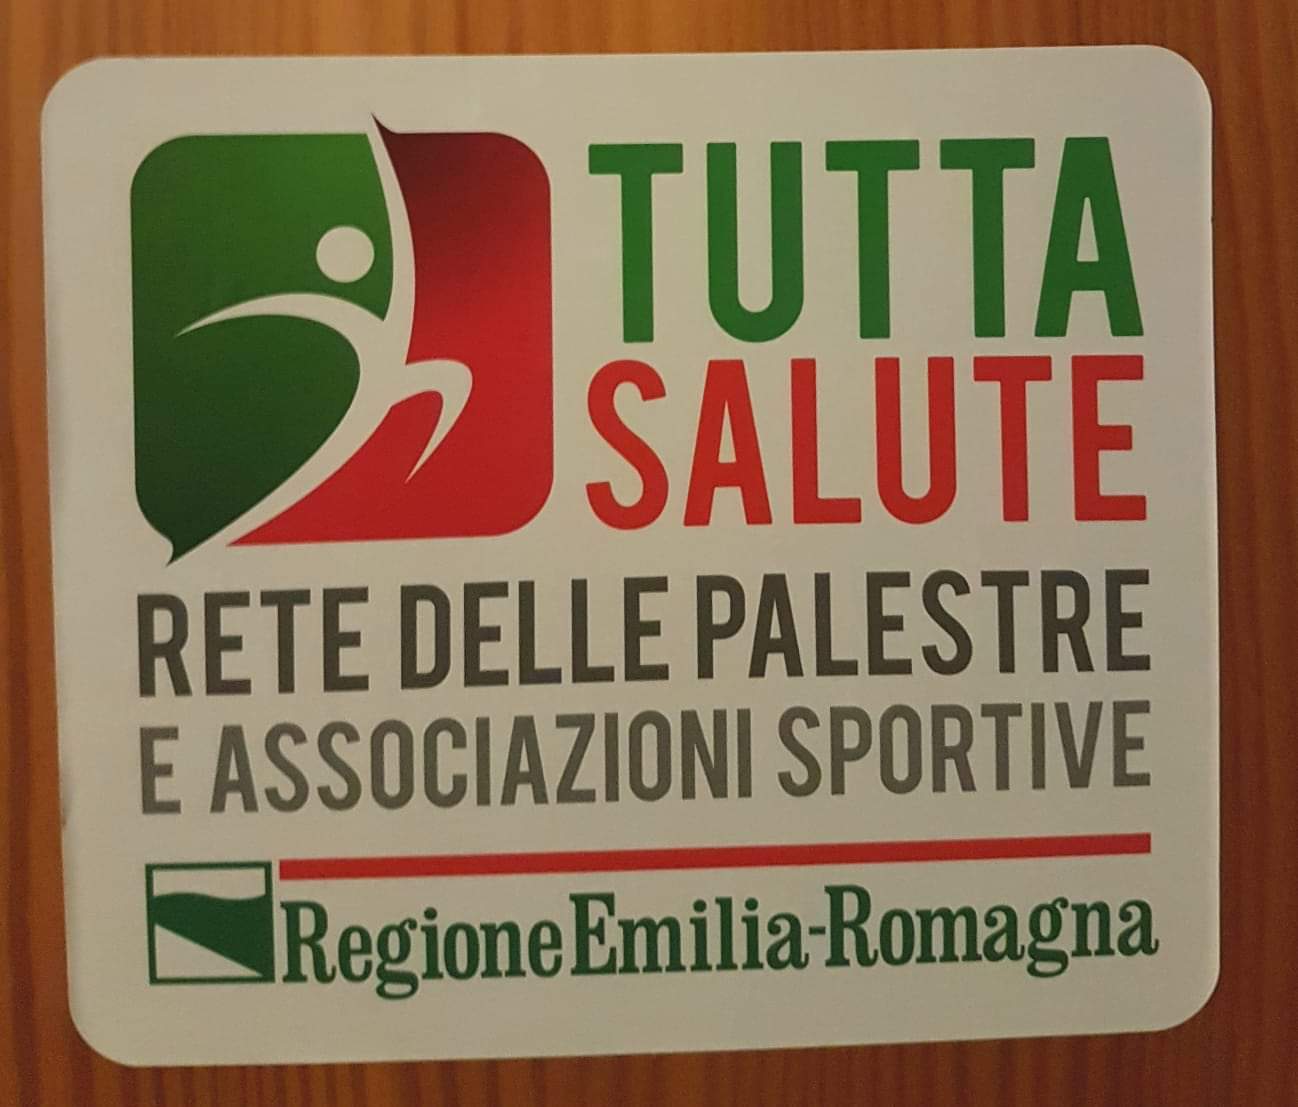 TUTTA
SALUTE
RETE DELLE PALESTRE
E ASSOCIAZIONI SPORTIVE
RegioneEmilia-Romagna